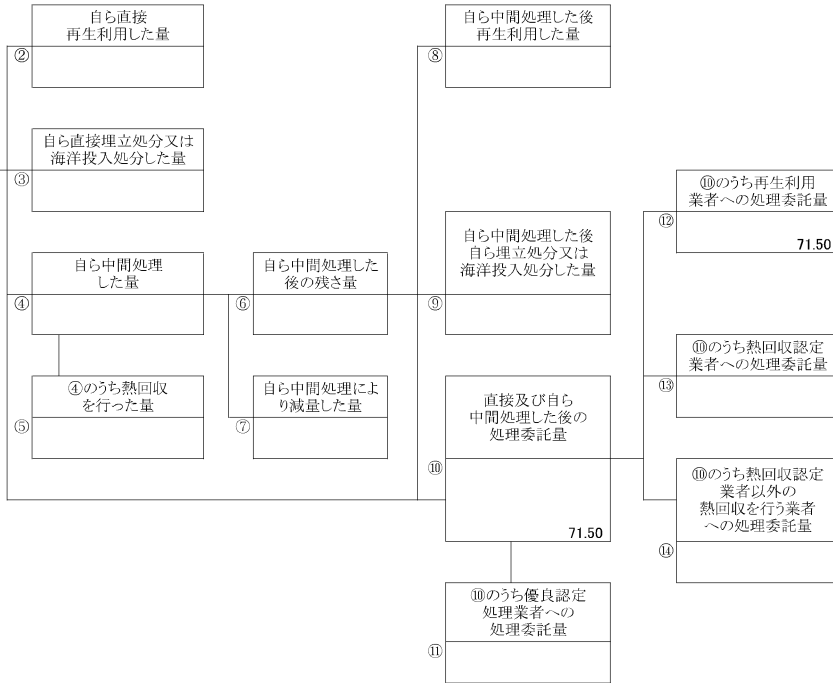 自ら直接
再生利用した量
②
自ら直接埋立処分又は
海洋投入処分した量
③
自ら中間処理
した量
④
④のうち熱回収
を行った量
⑤
自ら中間処理した
後の残さ量
⑥
自ら中間処理によ
り減量した量
⑦
自ら中間処理した後
再生利用した量
⑧
自ら中間処理した後
自ら埋立処分又は
海洋投入処分した量
⑨
直接及び自ら
中間処理した後の
処理委託量
⑩
71.50
⑩のうち優良認定
処理業者への
処理委託量
⑪
⑩のうち再生利用
業者への処理委託量
⑫
71.50
⑩のうち熱回収認定
業者への処理委託量
⑬
⑩のうち熱回収認定
業者以外の
熱回収を行う業者
への処理委託量
⑭